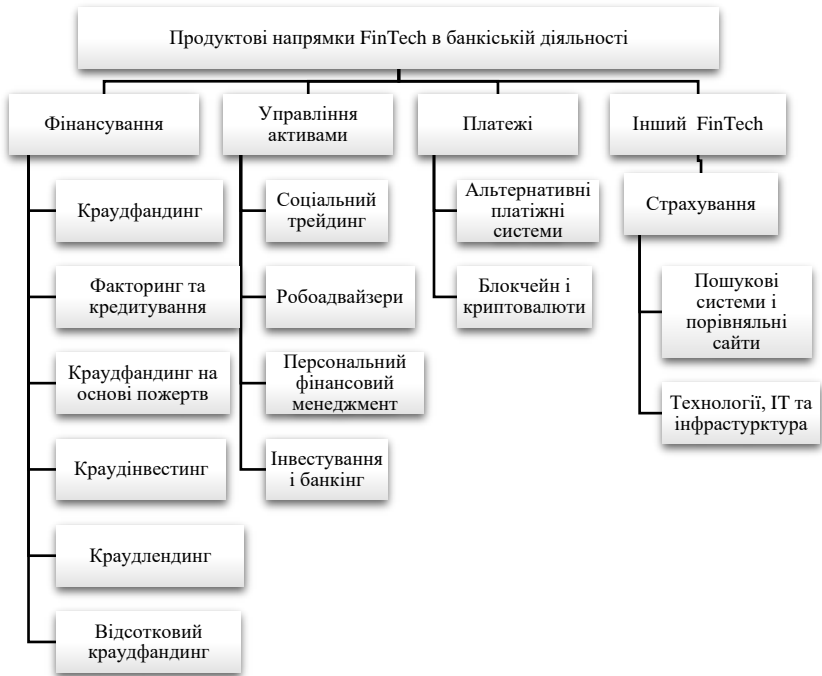 Продуктові напрямки FinTech в банкіській діяльності
Фінансування
Управління
активами
Платежі
Інший FinTech
Краудфандинг
Факторинг та
кредитування
Краудфандинг на
основі пожертв
Краудінвестинг
Краудлендинг
Відсотковий
краудфандинг
Соціальний
трейдинг
Робоадвайзери
Персональний
фінансовий
менеджмент
Інвестування
і банкінг
Альтернативні
платіжні
системи
Блокчейн і
криптовалюти
Страхування
Пошукові
системи і
порівняльні
сайти
Технології, ІТ та
інфрастурктура